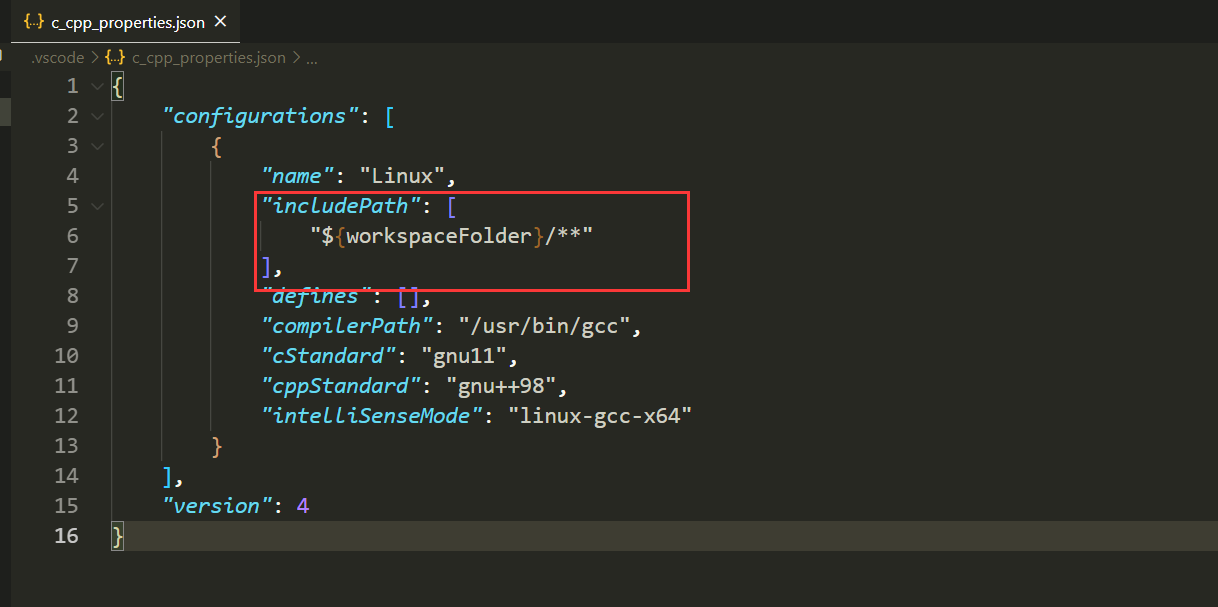 {..} c_cpp_properties.json ×
.vscode > {..} c_cpp_properties.json > ...
1 {
2 "configurations": [
3 {
4 "name": "Linux",
5 "includePath": [
6 "${workspaceFolder}/**"
7 ],
8 "defines": [],
9 "compilerPath": "/usr/bin/gcc",
10 "cStandard": "gnu11",
11 "cppStandard": "gnu++98",
12 "intelliSenseMode": "linux-gcc-x64"
13 }
14 ],
15 "version": 4
16 }